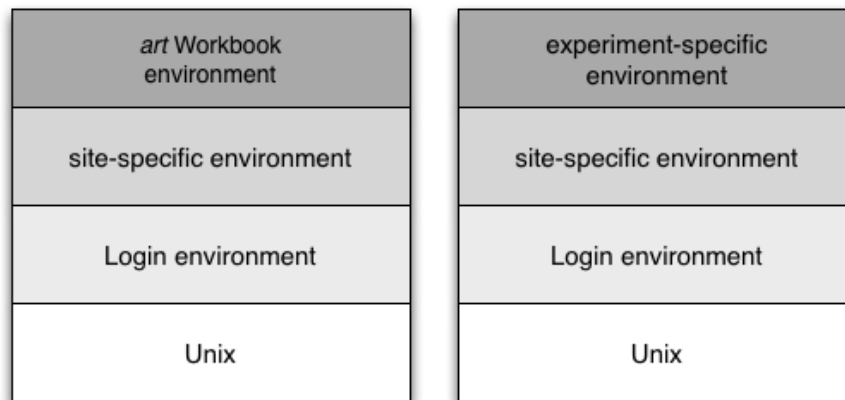 art Workbook
environment
site-specific environment
Login environment
Unix
experiment-specific
environment
site-specific environment
Login environment
Unix